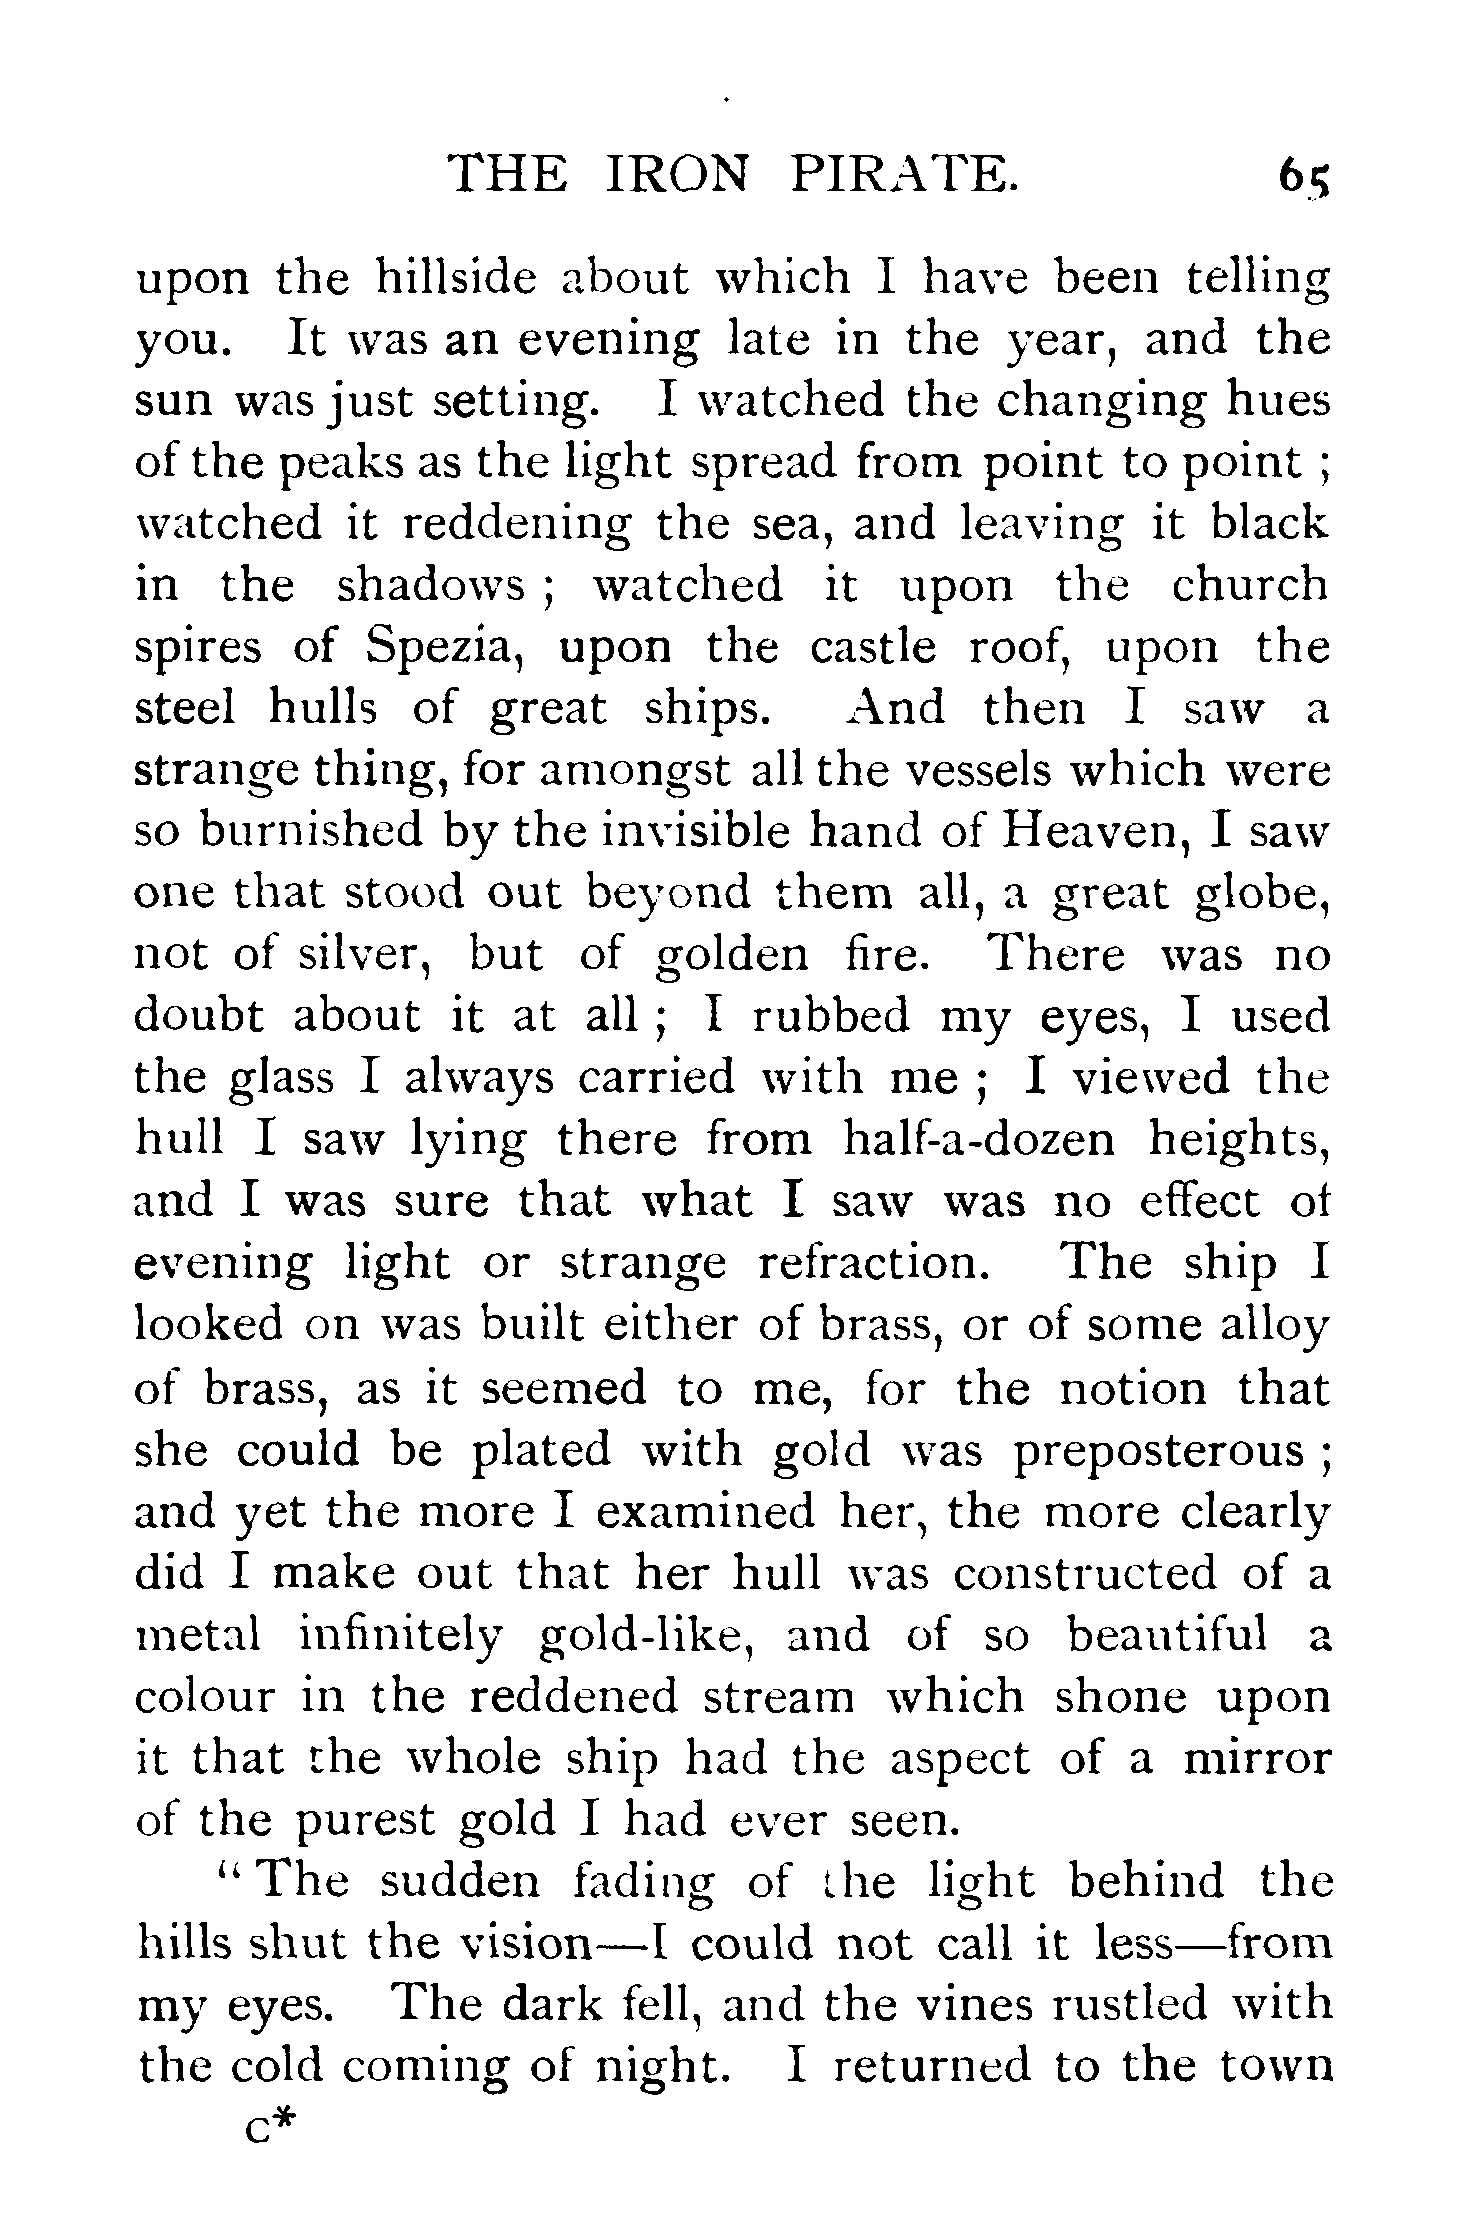 THE IRON PIRATE. 65
upon the hillside about which I have been telling
you. It was an evening late in the year, and the
sun was just setting. I watched the changing hues
of the peaks as the light spread from point to point ;
watched it reddening the sea, and leaving it black
in the shadows ; watched it upon the church
spires of Spezia, upon the castle roof, upon the
steel hulls of great ships. And then I saw a
strange thing, for amongst all the vessels which were
so burnished by the invisible hand of Heaven, I saw
one that stood out beyond them all, a great globe,
not of silver, but of golden fire. There was no
doubt about it at all ; I rubbed my eyes, I used
the glass I always carried with me ; I viewed the
hull I saw lying there from half-a-dozen heights,
and I was sure that what I saw was no effect of
evening light or strange refraction. The ship I
looked on was built either of brass, or of some alloy
of brass, as it seemed to me, for the notion that
she could be plated with gold was preposterous ;
and yet the more I examined her, the more clearly
did I make out that her hull was constructed of a
metal infinitely gold-like, and of so beautiful a
colour in the reddened stream which shone upon
it that the whole ship had the aspect of a mirror
of the purest gold I had ever seen.
“ The sudden fading of the light behind the
hills shut the vision—I could not call it less—from
my eyes. The dark fell, and the vines rustled with
the cold coming of night. I returned to the town
C*